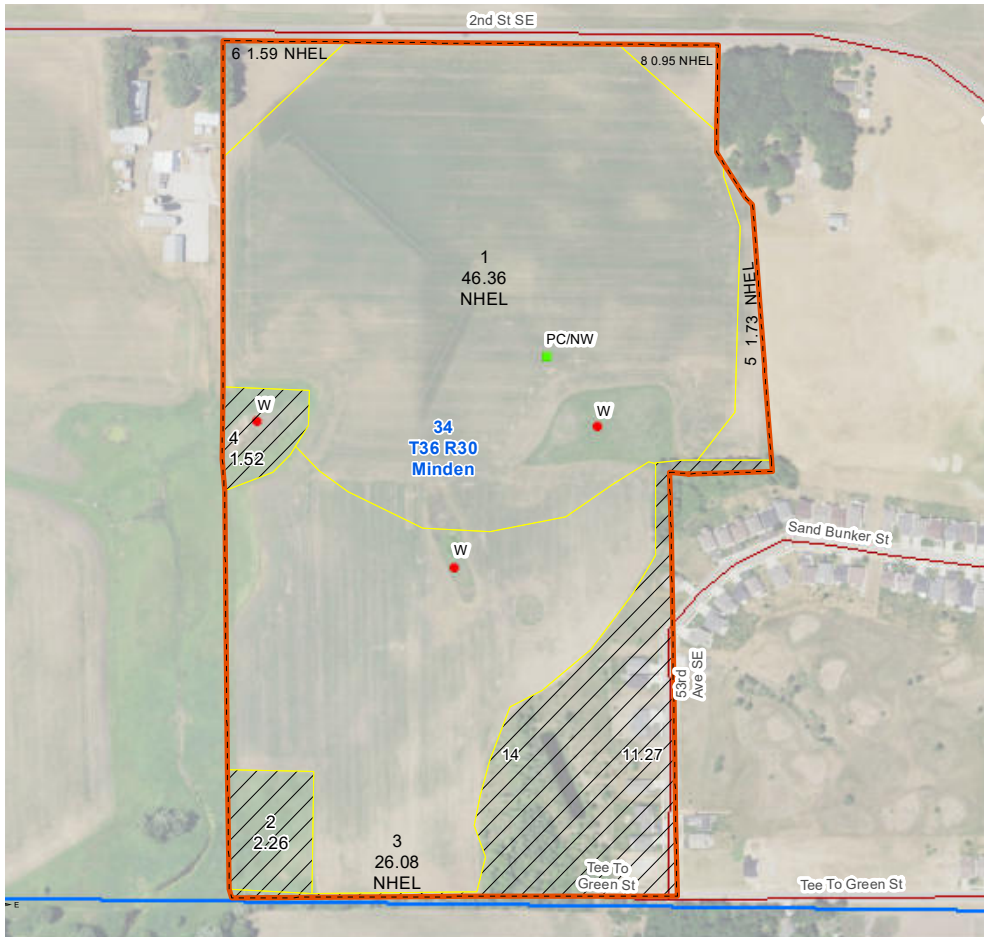 2nd St SE
6 1.59 NHEL
8 0.95 NHEL
1
46.36
NHEL
5 1.73 NHEL
PC/NW
W
W
4
1.52
34
T36 R30
Minden
Sand Bunker St
W
53rd
Ave SE
14
11.27
2
2.26
3
26.08
NHEL
Tee To
Green St
Tee To Green St
E